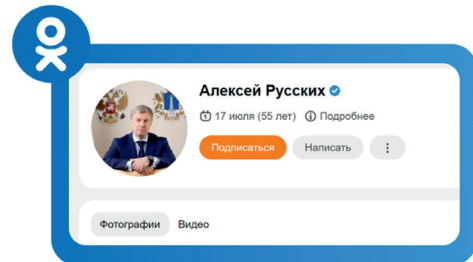 Алексей Русских
17 июля (55 лет) Подробнее
Подписаться Написать
Фотографии Видео